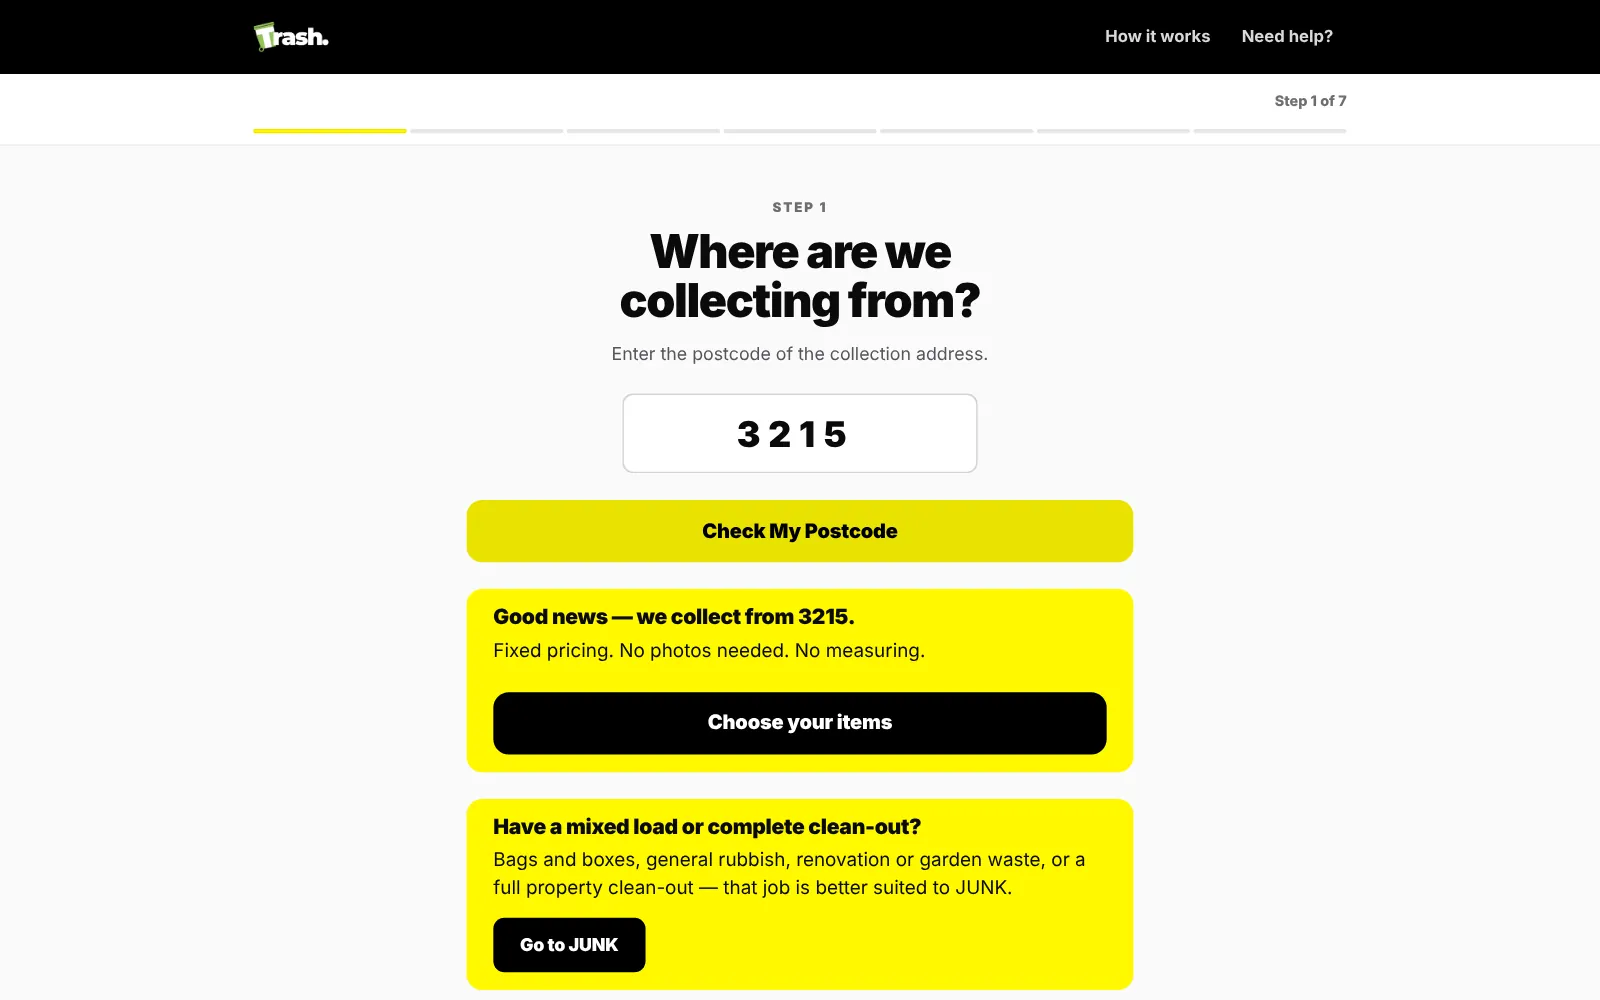 Trash.
How it works
Need help?
Step 1 of 7
STEP 1
Where are we
collecting from?
Enter the postcode of the collection address.
3215
Check My Postcode
Good news — we collect from 3215.
Fixed pricing. No photos needed. No measuring.
Choose your items
Have a mixed load or complete clean-out?
Bags and boxes, general rubbish, renovation or garden waste, or a
full property clean-out — that job is better suited to JUNK.
Go to JUNK